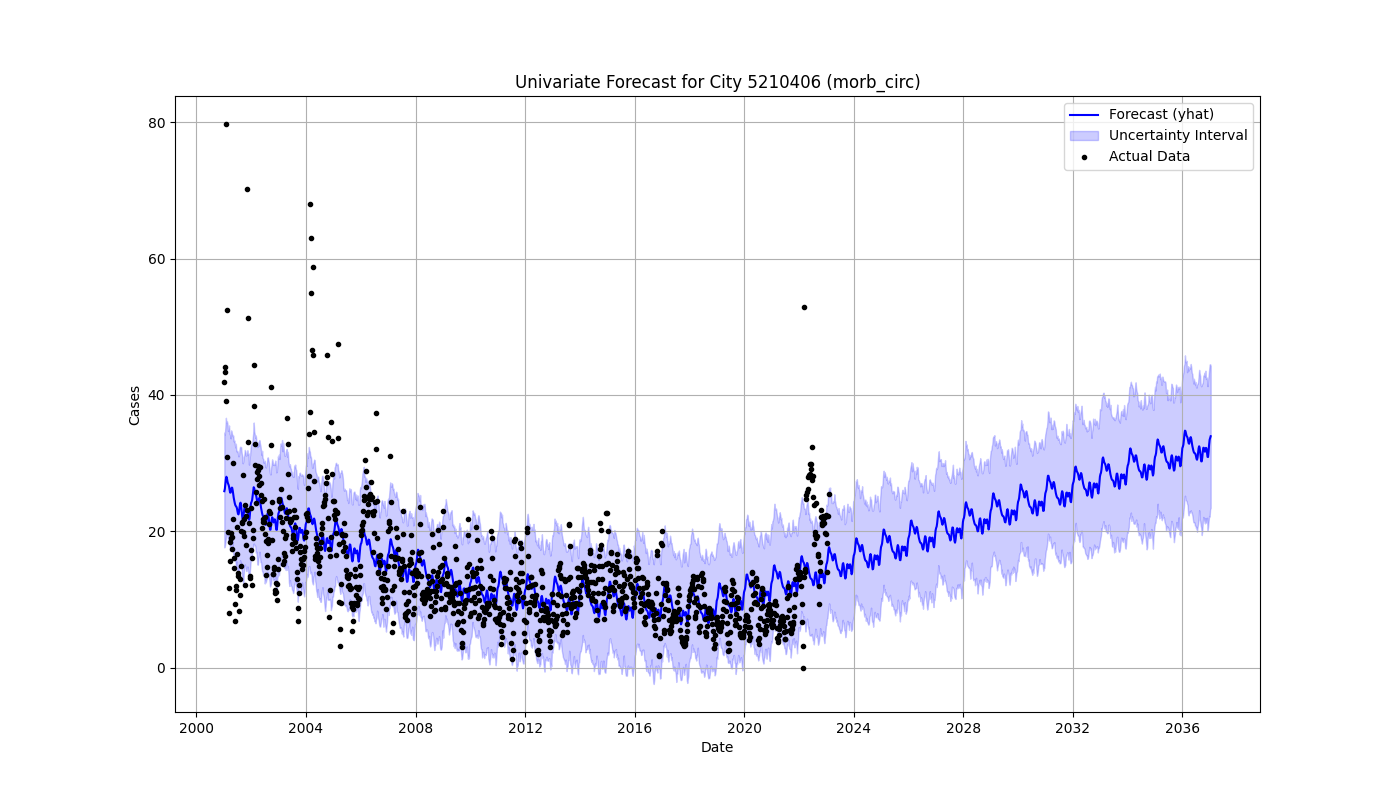 Univariate Forecast for City 5210406 (morb_circ)
Forecast (yhat)
Uncertainty Interval
Actual Data
Cases
80
60
40
20
0
2000 2004 2008 2012 2016 2020 2024 2028 2032 2036
Date